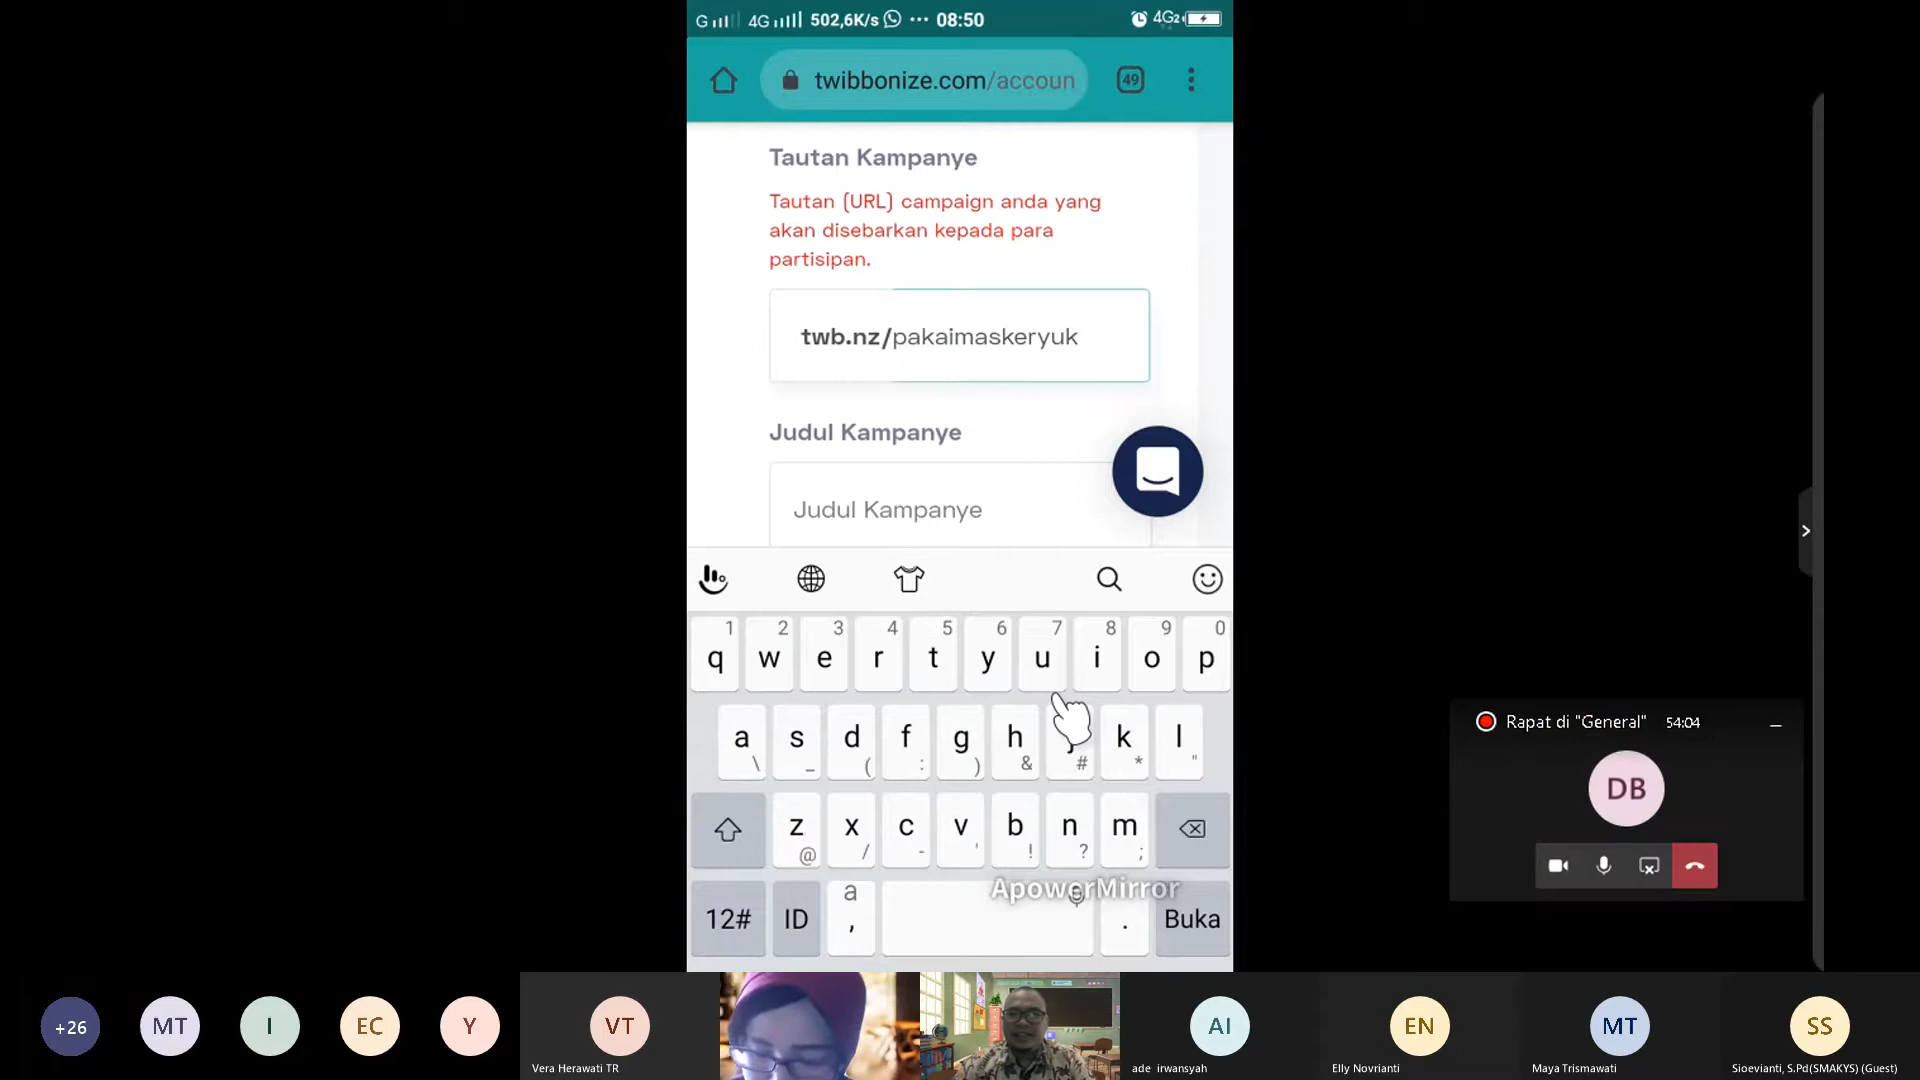 G 4G 502,6K/s ··· 08:50 4G2
twibbonize.com/accoun 49
Tautan Kampanye
Tautan (URL) campaign anda yang
akan disebarkan kepada para
partisipan.
twb.nz/pakaimaskeryuk
Judul Kampanye
Judul Kampanye
1 2 3 4 5 6 7 8 9 0
q w e r t y u i o p
a s d f g h j k l
\ _ ( : ) & # * "
z x c v b n m
@ / - ' ! ? ;
ApowerMirror
12# ID a , . Buka
Rapat di "General" 54:04
DB
+26 MT I EC Y VT AI EN MT SS
Vera Herawati TR ade irwansyah Elly Novrianti Maya Trismawati Sioevianti, S.Pd(SMAKYS) (Guest)